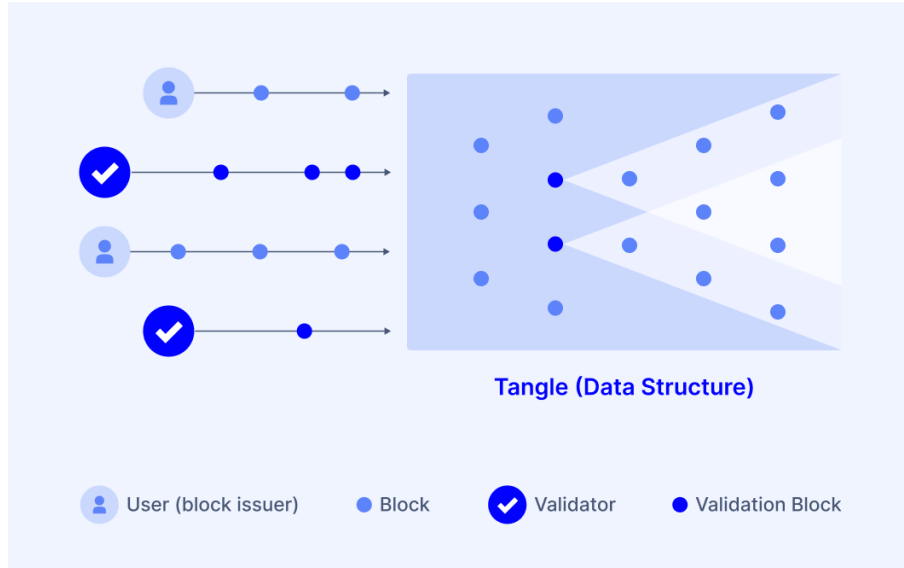 Tangle (Data Structure)
User (block issuer)
Block
Validator
Validation Block